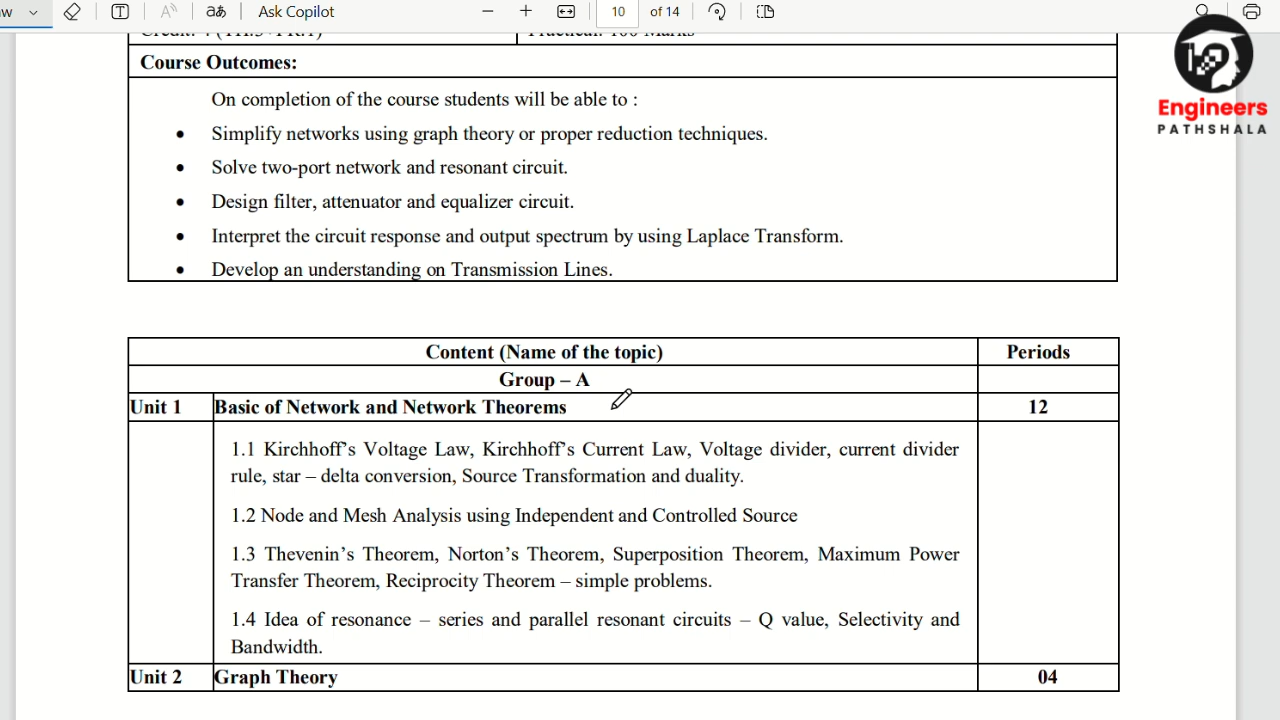 aあ
Ask Copilot
10 of 14
Course Outcomes:
On completion of the course students will be able to :
• Simplify networks using graph theory or proper reduction techniques.
• Solve two-port network and resonant circuit.
• Design filter, attenuator and equalizer circuit.
• Interpret the circuit response and output spectrum by using Laplace Transform.
• Develop an understanding on Transmission Lines.
Engineers
PATHSHALA
Content (Name of the topic) Periods
Group – A
Unit 1 Basic of Network and Network Theorems 12
1.1 Kirchhoff's Voltage Law, Kirchhoff's Current Law, Voltage divider, current divider
rule, star – delta conversion, Source Transformation and duality.
1.2 Node and Mesh Analysis using Independent and Controlled Source
1.3 Thevenin's Theorem, Norton's Theorem, Superposition Theorem, Maximum Power
Transfer Theorem, Reciprocity Theorem – simple problems.
1.4 Idea of resonance – series and parallel resonant circuits – Q value, Selectivity and
Bandwidth.
Unit 2 Graph Theory 04